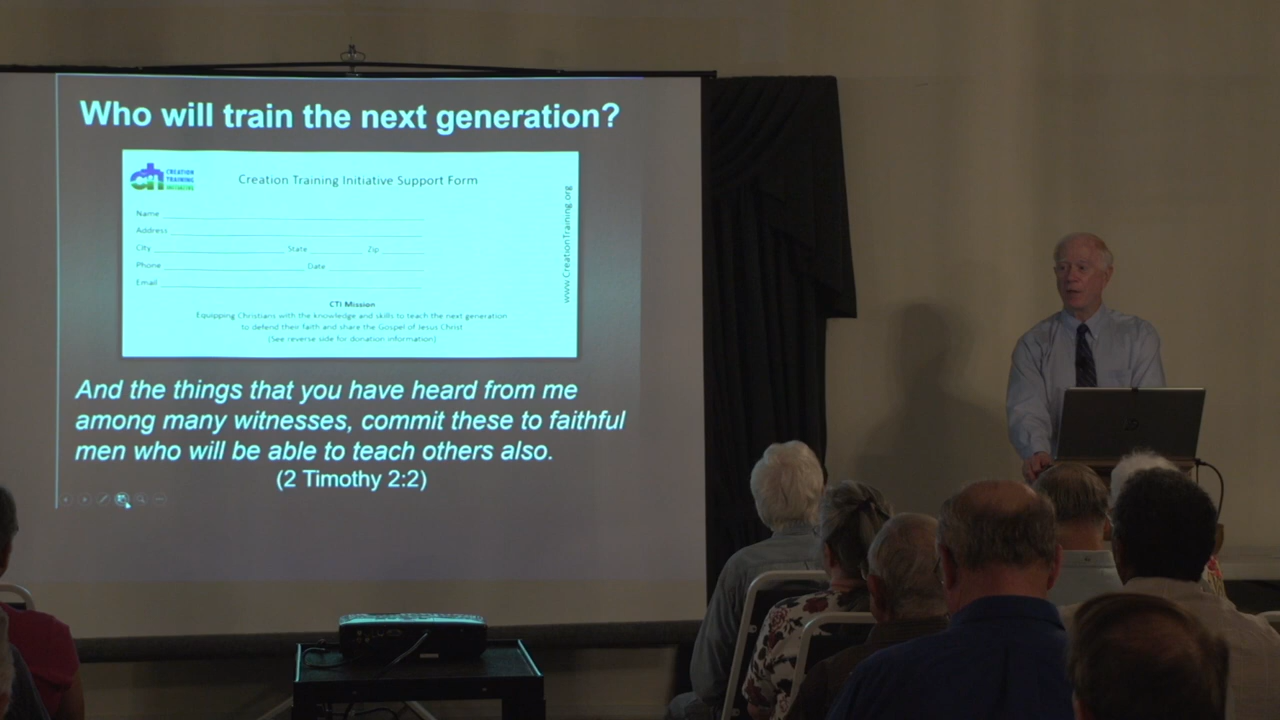 Who will train the next generation?
CREATION
TRAINING
INITIATIVE
Creation Training Initiative Support Form
www.CreationTraining.org
Name
Address
City State Zip
Phone Date
Email
CTI Mission
Equipping Christians with the knowledge and skills to teach the next generation
to defend their faith and share the Gospel of Jesus Christ
(See reverse side for donation information)
And the things that you have heard from me
among many witnesses, commit these to faithful
men who will be able to teach others also.
(2 Timothy 2:2)